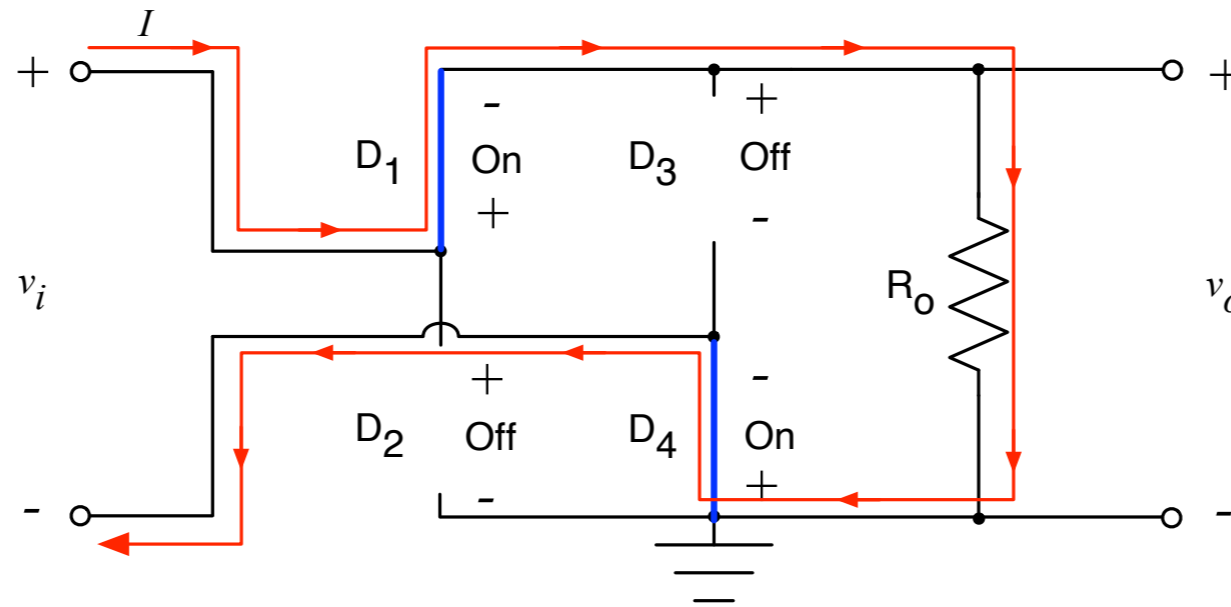 I
+
+
-
+
D1
On
D3
Off
+
-
vi
Ro
vo
+
-
D2
Off
D4
On
-
-
+
-